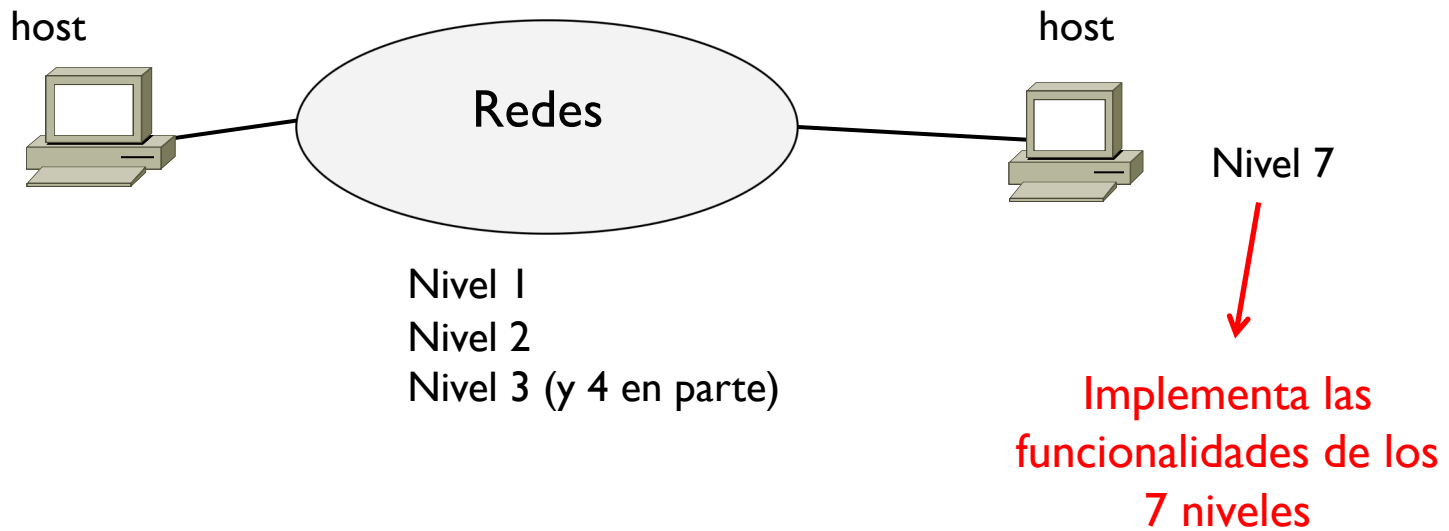 host
host
Redes
Nivel 7
Nivel 1
Nivel 2
Nivel 3 (y 4 en parte)
Implementa las
funcionalidades de los
7 niveles